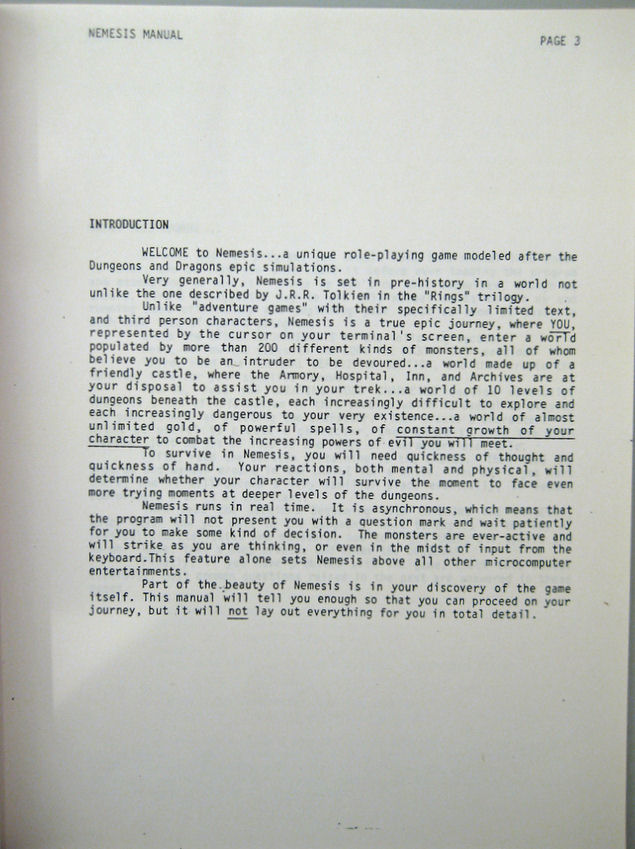 NEMESIS MANUAL
PAGE 3
INTRODUCTION
WELCOME to Nemesis...a unique role-playing game modeled after the
Dungeons and Dragons epic simulations.
Very generally, Nemesis is set in pre-history in a world not
unlike the one described by J.R.R. Tolkien in the "Rings" trilogy.
Unlike "adventure games" with their specifically limited text,
and third person characters, Nemesis is a true epic journey, where YOU,
represented by the cursor on your terminal's screen, enter a world
populated by more than 200 different kinds of monsters, all of whom
believe you to be an intruder to be devoured...a world made up of a
friendly castle, where the Armory, Hospital, Inn, and Archives are at
your disposal to assist you in your trek...a world of 10 levels of
dungeons beneath the castle, each increasingly difficult to explore and
each increasingly dangerous to your very existence...a world of almost
unlimited gold, of powerful spells, of constant growth of your
character to combat the increasing powers of evil you will meet.
To survive in Nemesis, you will need quickness of thought and
quickness of hand. Your reactions, both mental and physical, will
determine whether your character will survive the moment to face even
more trying moments at deeper levels of the dungeons.
Nemesis runs in real time. It is asynchronous, which means that
the program will not present you with a question mark and wait patiently
for you to make some kind of decision. The monsters are ever-active and
will strike as you are thinking, or even in the midst of input from the
keyboard.This feature alone sets Nemesis above all other microcomputer
entertainments.
Part of the beauty of Nemesis is in your discovery of the game
itself. This manual will tell you enough so that you can proceed on your
journey, but it will not lay out everything for you in total detail.